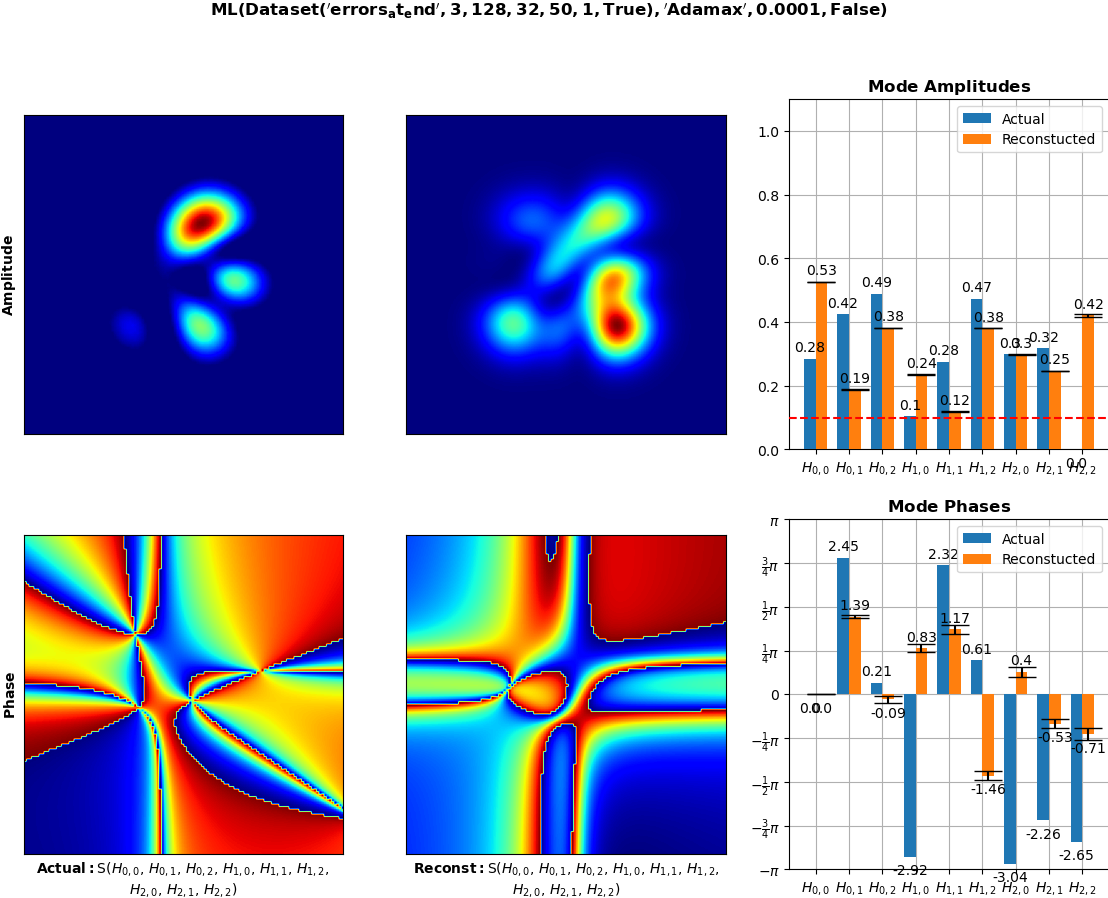 ML(Dataset('errors_at_end', 3, 128, 32, 50, 1, True), 'Adamax', 0.0001, False)
Amplitude
Mode Amplitudes
Actual
Reconstucted
1.0
0.8
0.6
0.4
0.2
0.0
0.28 0.53 0.42 0.19 0.49 0.38 0.1 0.24 0.28 0.12 0.47 0.38 0.3 0.3 0.32 0.25 0.0 0.42
H0,0 H0,1 H0,2 H1,0 H1,1 H1,2 H2,0 H2,1 H2,2
Phase
Mode Phases
Actual
Reconstucted
π
3/4π
1/2π
1/4π
0
−1/4π
−1/2π
−3/4π
−π
0.0 0.0 2.45 1.39 0.21 -0.09 -2.92 0.83 2.32 1.17 0.61 -1.46 -3.04 0.4 -2.26 -0.53 -2.65 -0.71
H0,0 H0,1 H0,2 H1,0 H1,1 H1,2 H2,0 H2,1 H2,2
Actual: S(H0,0, H0,1, H0,2, H1,0, H1,1, H1,2,
H2,0, H2,1, H2,2)
Reconst: S(H0,0, H0,1, H0,2, H1,0, H1,1, H1,2,
H2,0, H2,1, H2,2)